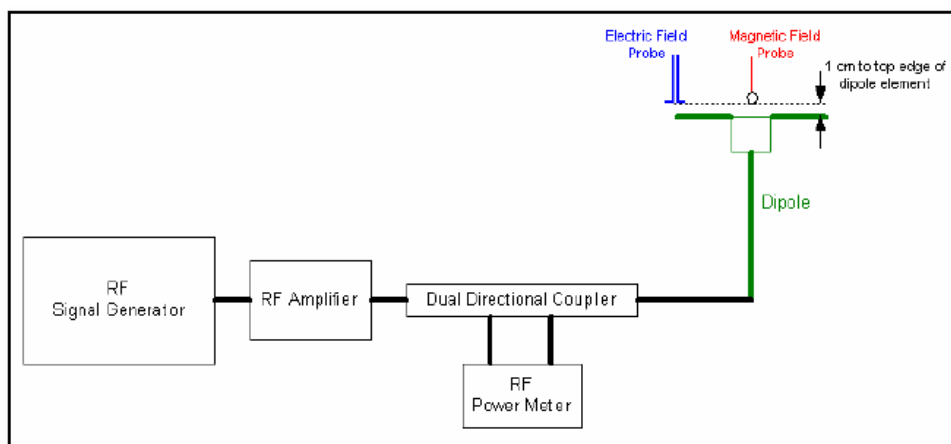 Electric Field
Probe
Magnetic Field
Probe
1 cm to top edge of
dipole element
Dipole
RF
Signal Generator
RF Amplifier
Dual Directional Coupler
RF
Power Meter